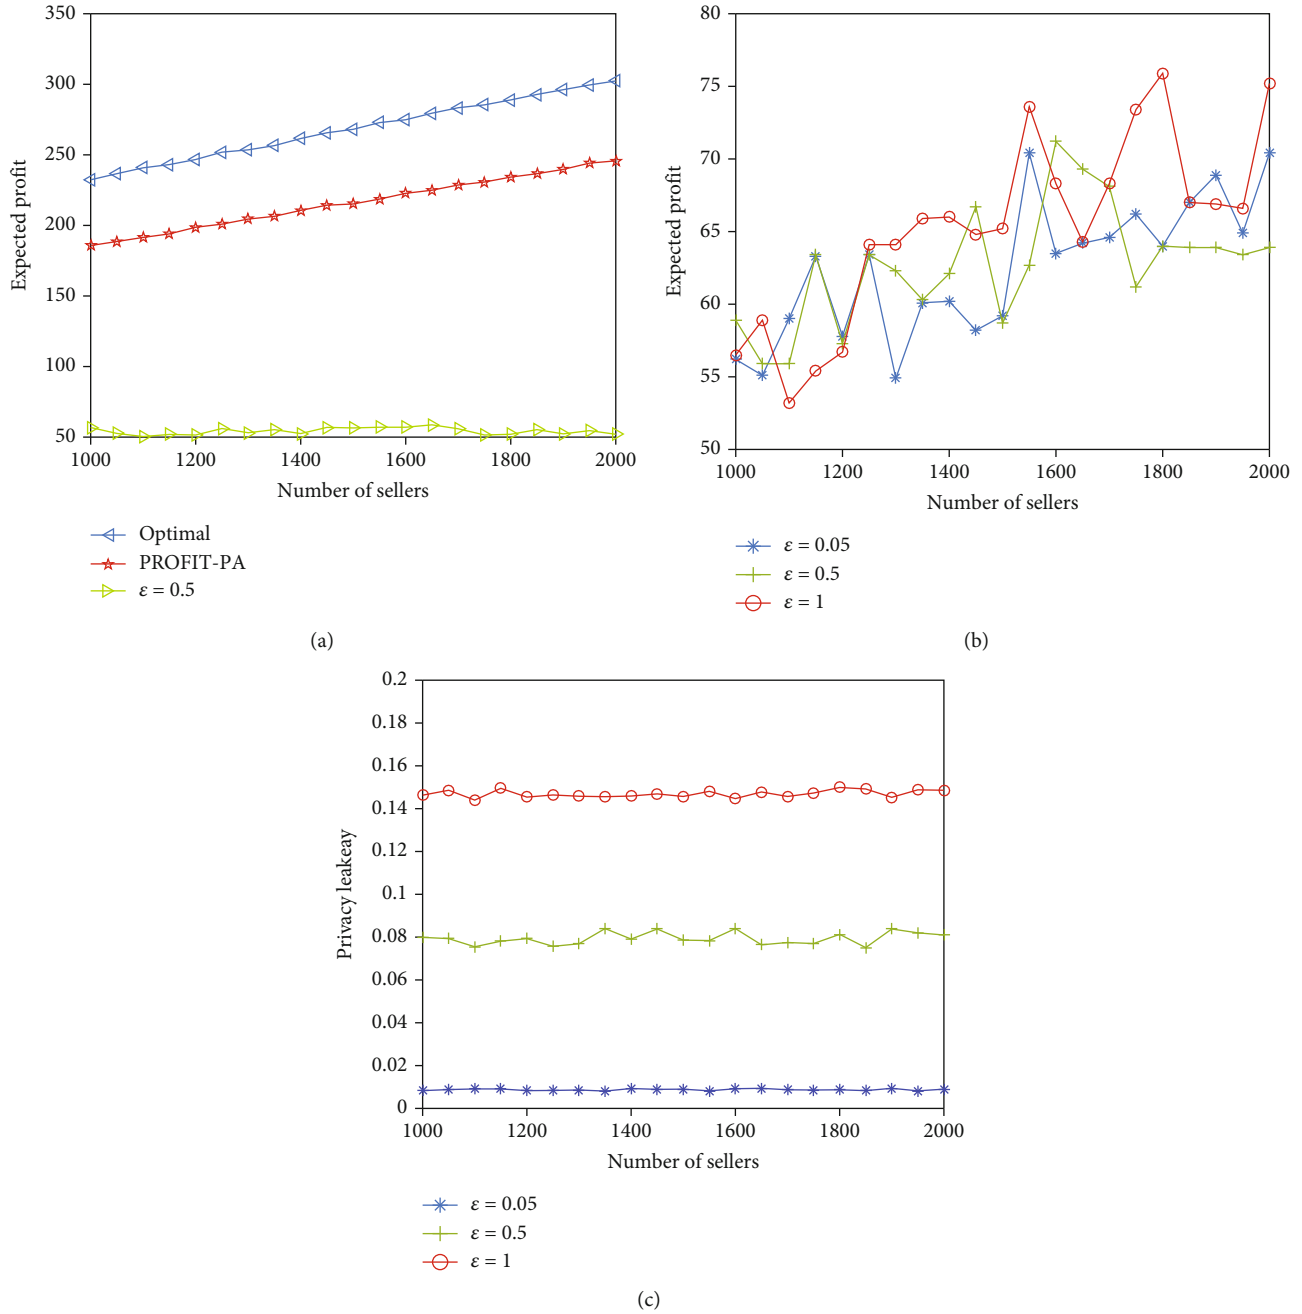 350
300
250
200
150
100
50
Expected profit
1000 1200 1400 1600 1800 2000
Number of sellers
Optimal
PROFIT-PA
ε = 0.5
(a)
80
75
70
65
60
55
50
Expected profit
1000 1200 1400 1600 1800 2000
Number of sellers
ε = 0.05
ε = 0.5
ε = 1
(b)
0.2
0.18
0.16
0.14
0.12
0.1
0.08
0.06
0.04
0.02
0
Privacy leakeay
1000 1200 1400 1600 1800 2000
Number of sellers
ε = 0.05
ε = 0.5
ε = 1
(c)